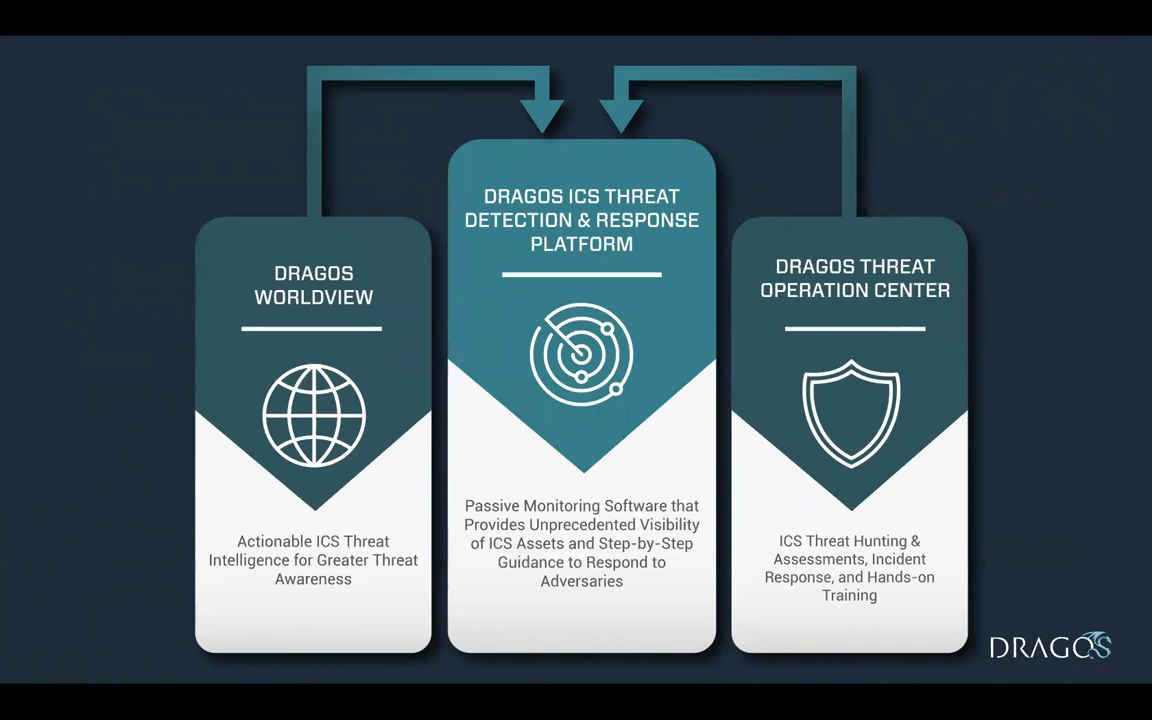 DRAGOS
WORLDVIEW
Actionable ICS Threat
Intelligence for Greater Threat
Awareness
DRAGOS ICS THREAT
DETECTION & RESPONSE
PLATFORM
Passive Monitoring Software that
Provides Unprecedented Visibility
of ICS Assets and Step-by-Step
Guidance to Respond to
Adversaries
DRAGOS THREAT
OPERATION CENTER
ICS Threat Hunting &
Assessments, Incident
Response, and Hands-on
Training
DRAGOS